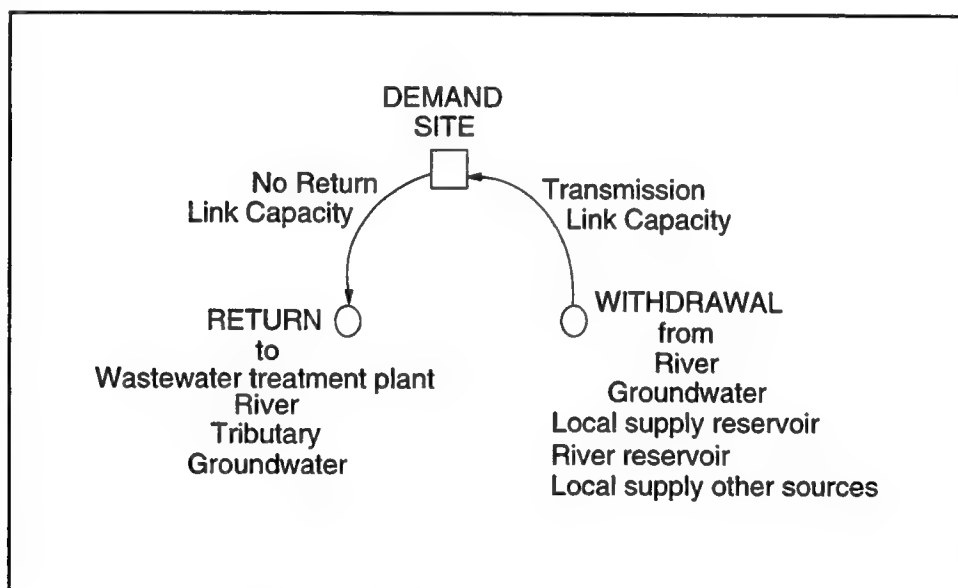 DEMAND
SITE
No Return
Link Capacity
Transmission
Link Capacity
RETURN
to
Wastewater treatment plant
River
Tributary
Groundwater
WITHDRAWAL
from
River
Groundwater
Local supply reservoir
River reservoir
Local supply other sources